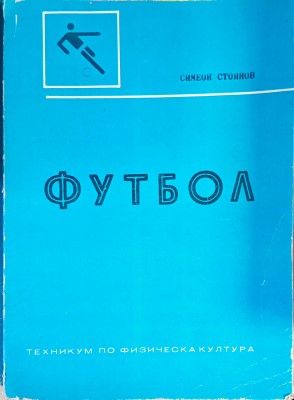 СИМЕОН СТОЯНОВ
ФУТБОЛ
ТЕХНИКУМ ПО ФИЗИЧЕСКА КУЛТУРА